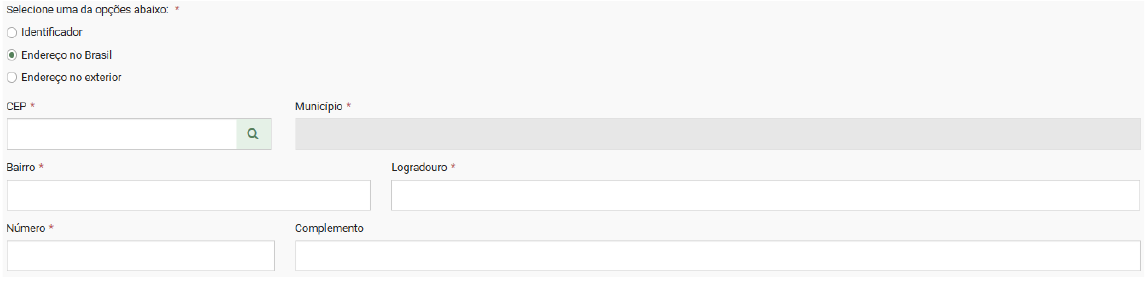 Selecione uma da opções abaixo: *
Identificador
Endereço no Brasil
Endereço no exterior
CEP * Município *
Bairro * Logradouro *
Número * Complemento